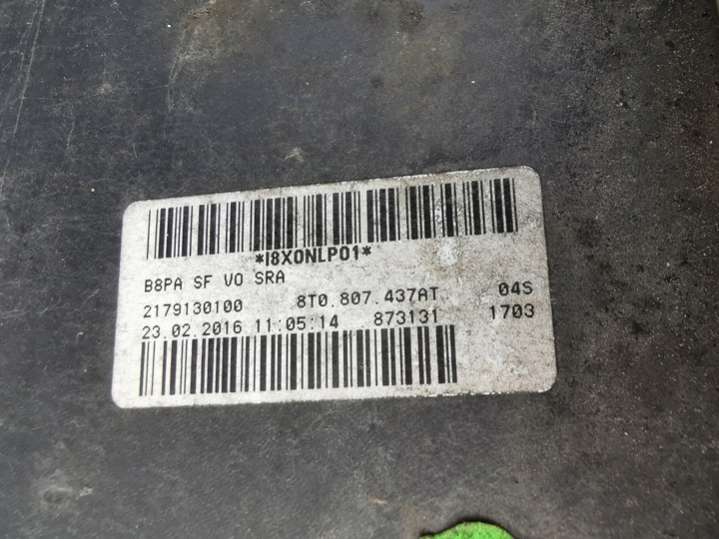 *I8X0NLP01*
B8PA SF VO SRA
2179130100 8T0.807.437AT 04S
23.02.2016 11:05:14 873131 1703